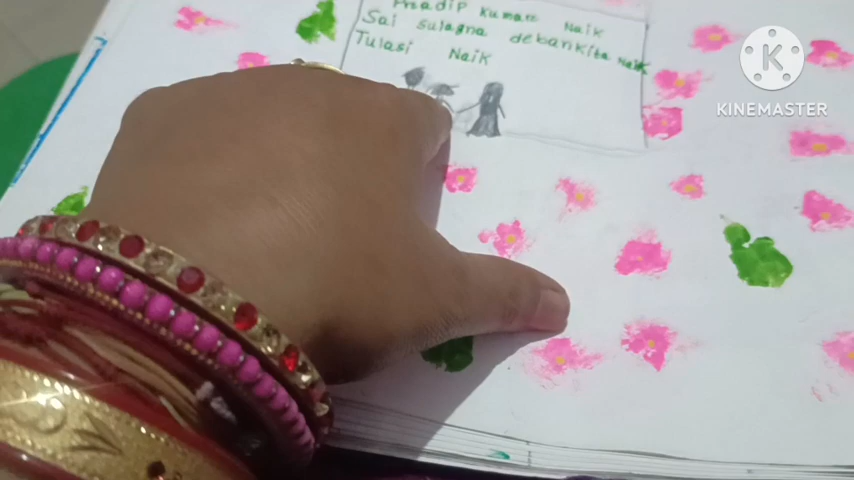 Pradip Kumar Naik
Sai sulagna debankita Naik
Tulasi Naik
K
KINEMASTER